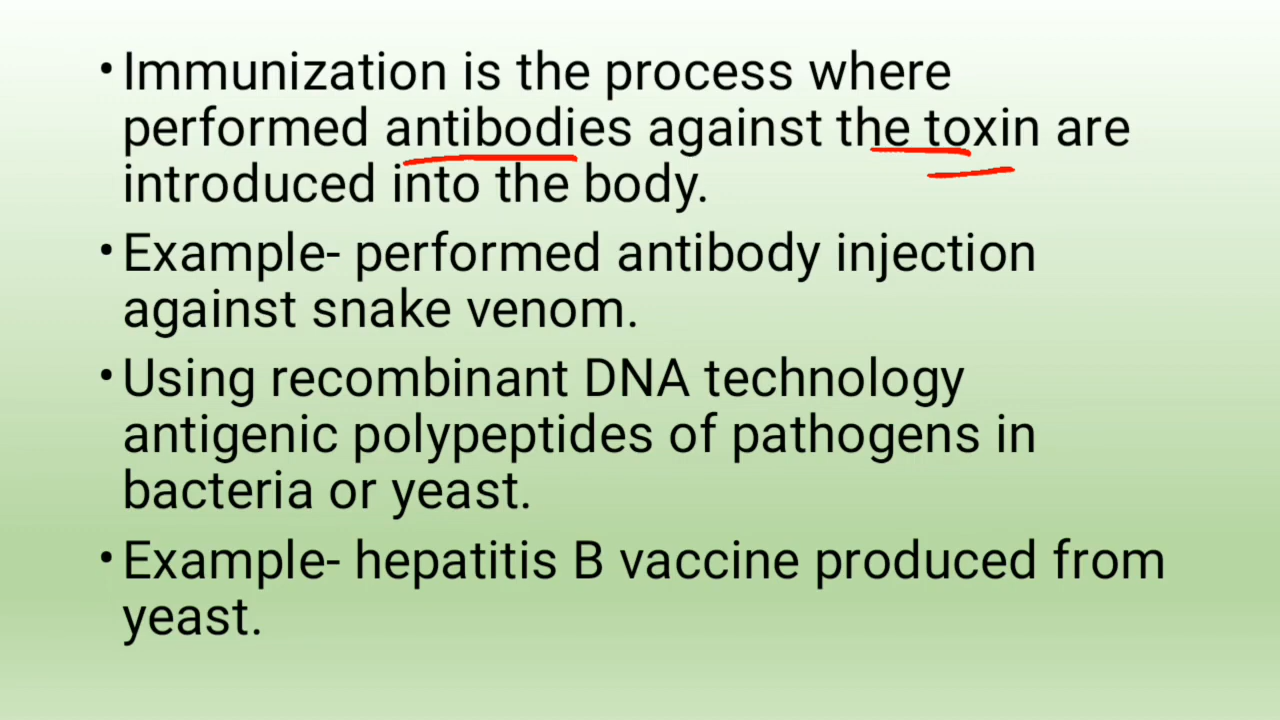 •Immunization is the process where
performed antibodies against the toxin are
introduced into the body.
•Example- performed antibody injection
against snake venom.
•Using recombinant DNA technology
antigenic polypeptides of pathogens in
bacteria or yeast.
•Example- hepatitis B vaccine produced from
yeast.